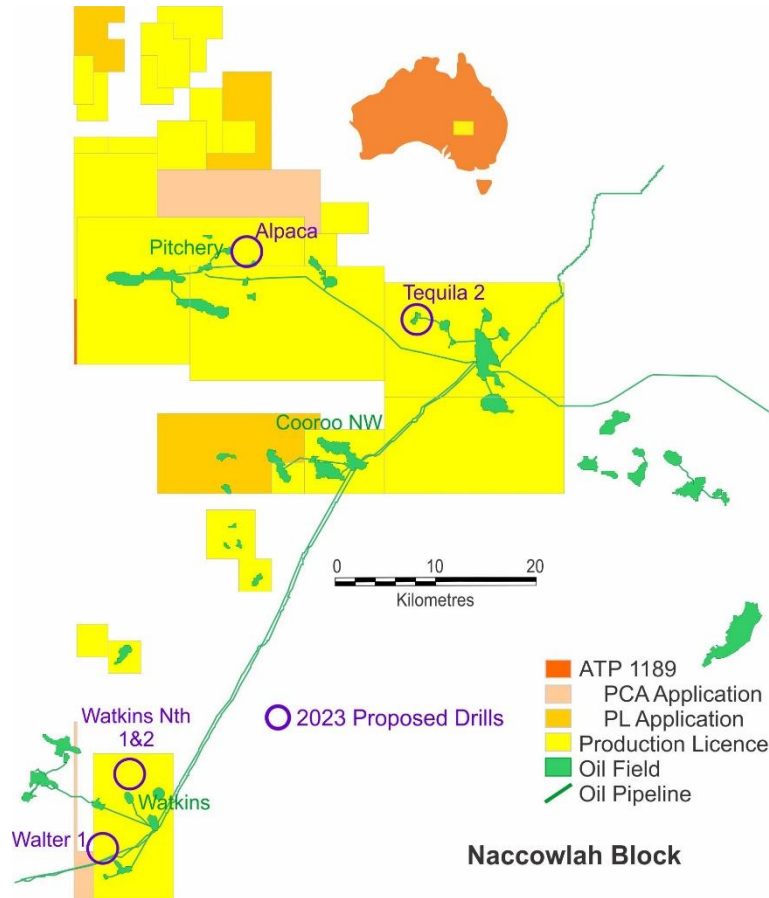 Alpaca
Pitchery
Tequila 2
Cooroo NW
0 10 20
Kilometres
ATP 1189
PCA Application
PL Application
Production Licence
Oil Field
Oil Pipeline
2023 Proposed Drills
Watkins Nth
1&2
Watkins
Walter 1
Naccowlah Block